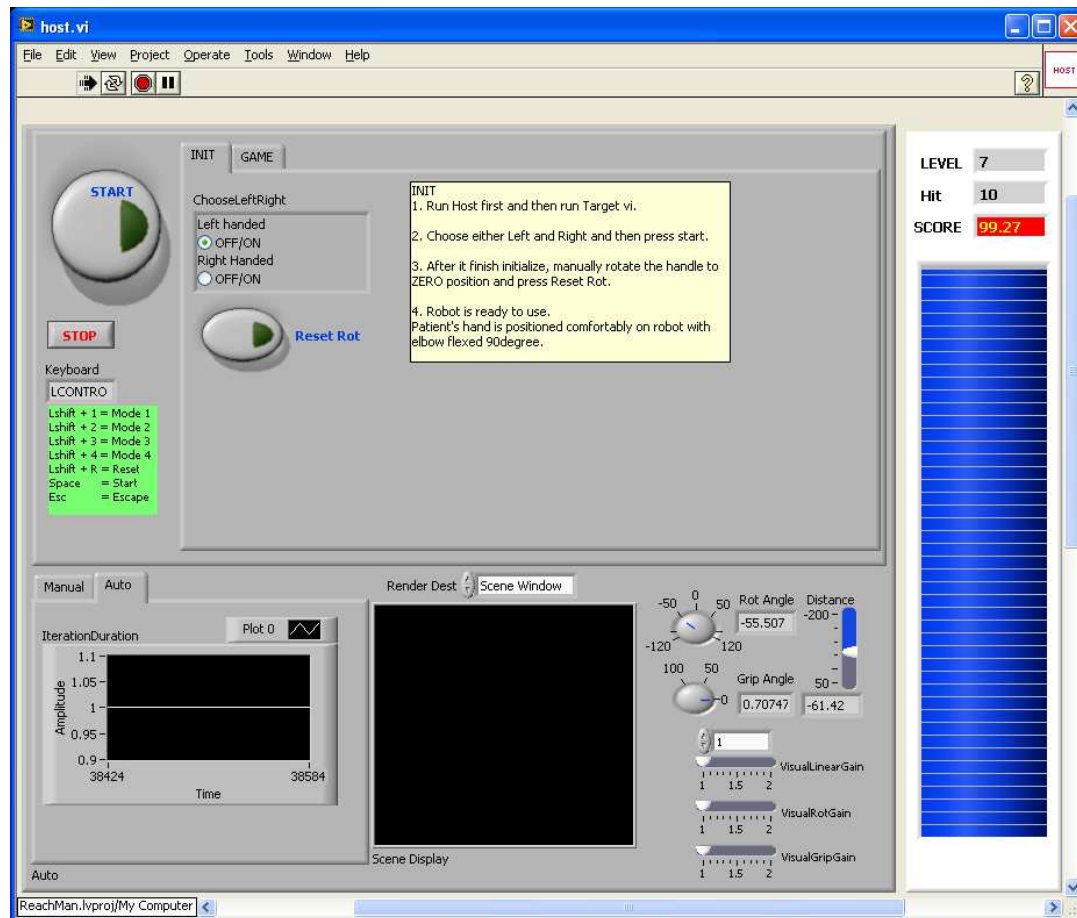 host.vi
File Edit View Project Operate Tools Window Help
HOST
INIT GAME
START
ChooseLeftRight
Left handed
OFF/ON
Right Handed
OFF/ON
Reset Rot
INIT
1. Run Host first and then run Target vi.
2. Choose either Left and Right and then press start.
3. After it finish initialize, manually rotate the handle to
ZERO position and press Reset Rot.
4. Robot is ready to use.
Patient's hand is positioned comfortably on robot with
elbow flexed 90degree.
STOP
Keyboard
LCONTRO
Lshift + 1 = Mode 1
Lshift + 2 = Mode 2
Lshift + 3 = Mode 3
Lshift + 4 = Mode 4
Lshift + R = Reset
Space = Start
Esc = Escape
LEVEL 7
Hit 10
SCORE 99.27
Manual Auto
IterationDuration
Plot 0
Amplitude
1.1
1.05
1
0.95
0.9
38424 38584
Time
Auto
Render Dest Scene Window
Scene Display
-50 0 50
-120 120
Rot Angle
-55.507
Distance
-200
50
-61.42
100 50
0
Grip Angle
0.70747
1
VisualLinearGain
1 1.5 2
VisualRotGain
1 1.5 2
VisualGripGain
1 1.5 2
ReachMan.lvproj/My Computer